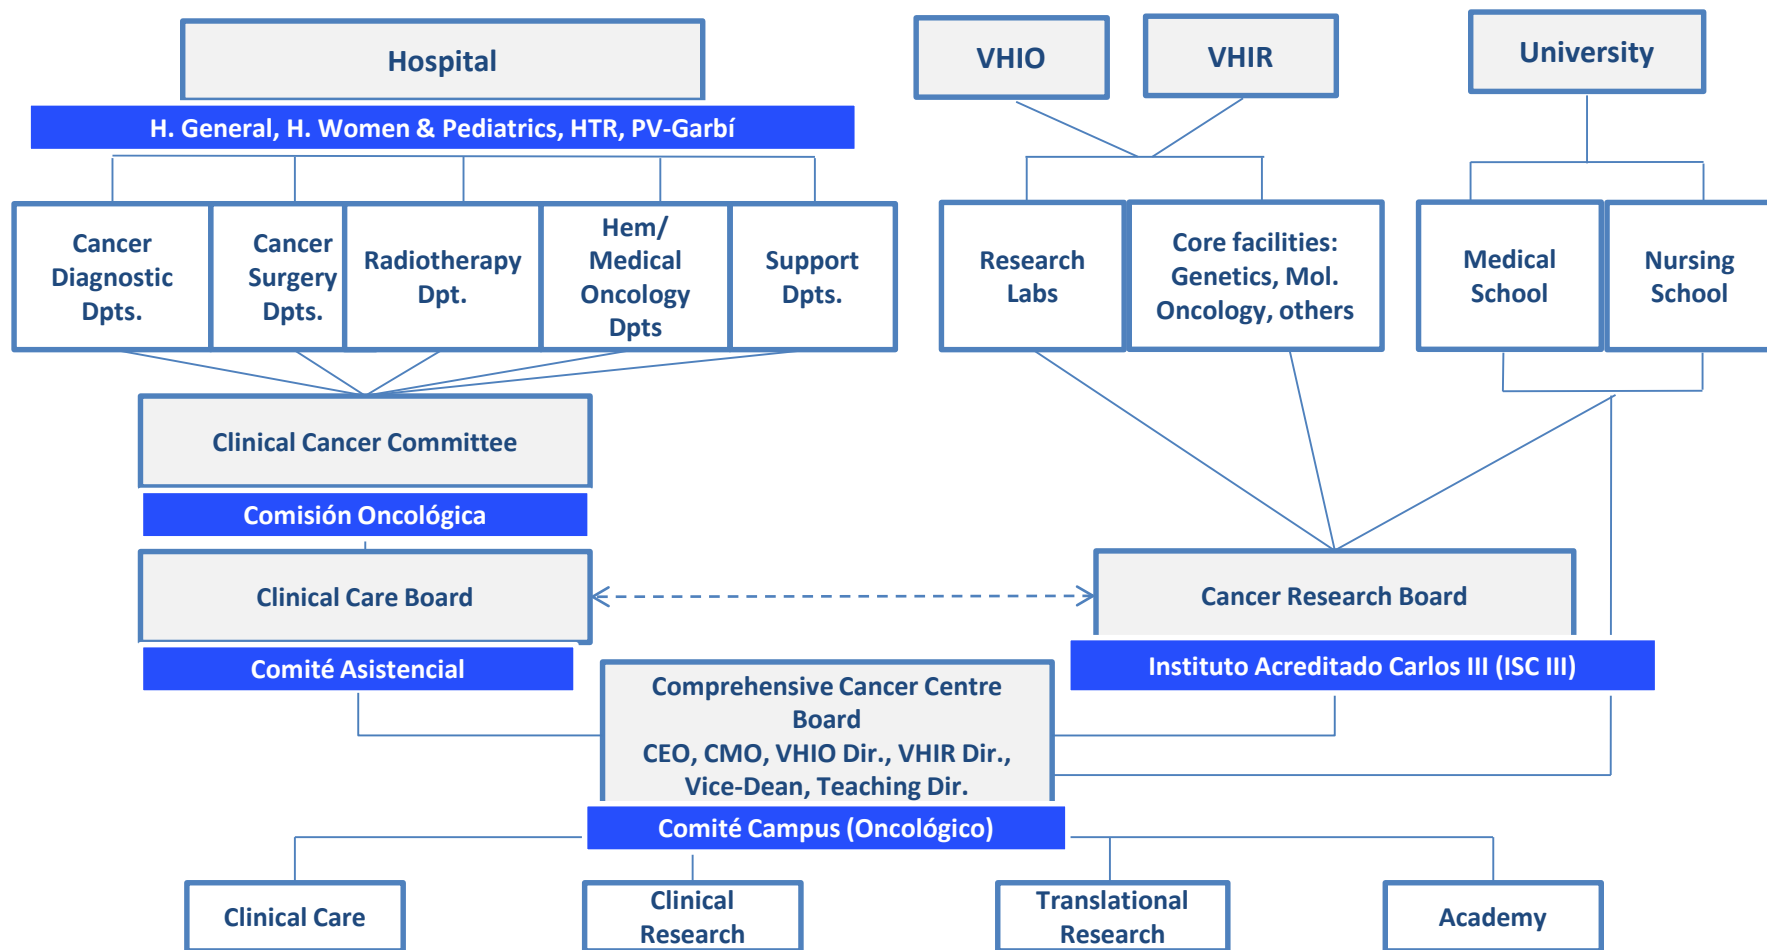 Hospital
VHIO
VHIR
University
H. General, H. Women & Pediatrics, HTR, PV-Garbí
Cancer
Diagnostic
Dpts.
Cancer
Surgery
Dpts.
Radiotherapy
Dpt.
Hem/
Medical
Oncology
Dpts
Support
Dpts.
Research
Labs
Core facilities:
Genetics, Mol.
Oncology, others
Medical
School
Nursing
School
Clinical Cancer Committee
Comisión Oncológica
Clinical Care Board
Cancer Research Board
Comité Asistencial
Instituto Acreditado Carlos III (ISC III)
Comprehensive Cancer Centre
Board
CEO, CMO, VHIO Dir., VHIR Dir.,
Vice-Dean, Teaching Dir.
Comité Campus (Oncológico)
Clinical Care
Clinical
Research
Translational
Research
Academy